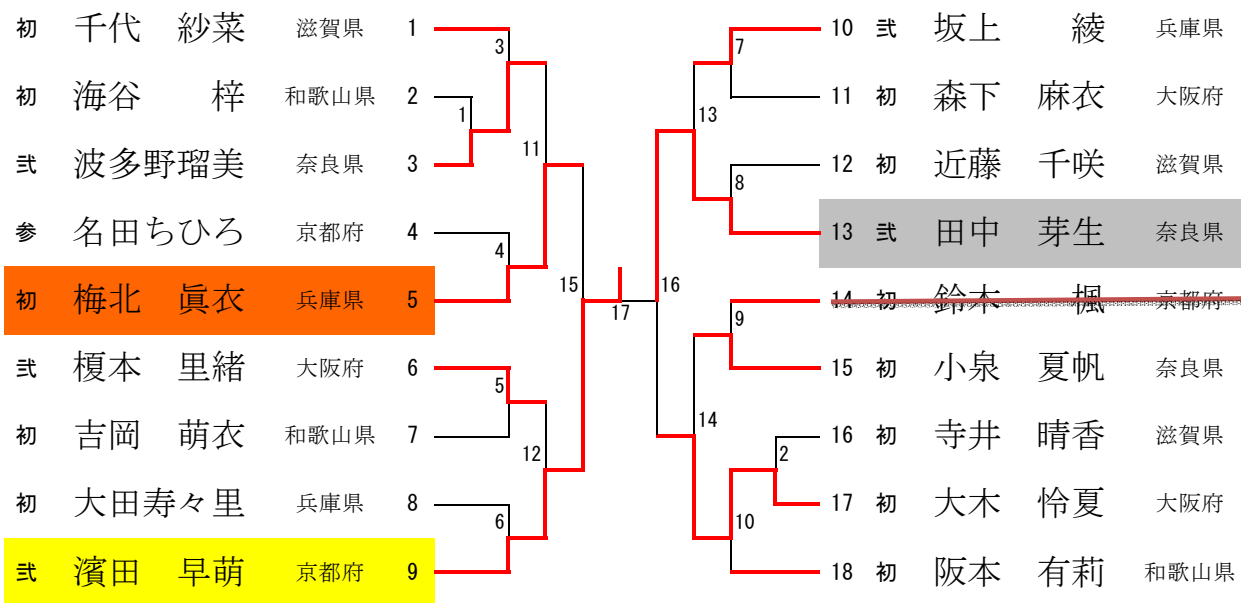 初 千代 紗菜 滋賀県 1
初 海谷 梓 和歌山県 2
弐 波多野瑠美 奈良県 3
参 名田ちひろ 京都府 4
初 梅北 眞衣 兵庫県 5
弐 榎本 里緒 大阪府 6
初 吉岡 萌衣 和歌山県 7
初 大田寿々里 兵庫県 8
弐 濱田 早萌 京都府 9
3
1
11
4
15
5
12
6
17
16
7
13
8
9
14
2
10
10 弐 坂上 綾 兵庫県
11 初 森下 麻衣 大阪府
12 初 近藤 千咲 滋賀県
13 弐 田中 芽生 奈良県
14 初 鈴木 楓 京都府
15 初 小泉 夏帆 奈良県
16 初 寺井 晴香 滋賀県
17 初 大木 怜夏 大阪府
18 初 阪本 有莉 和歌山県